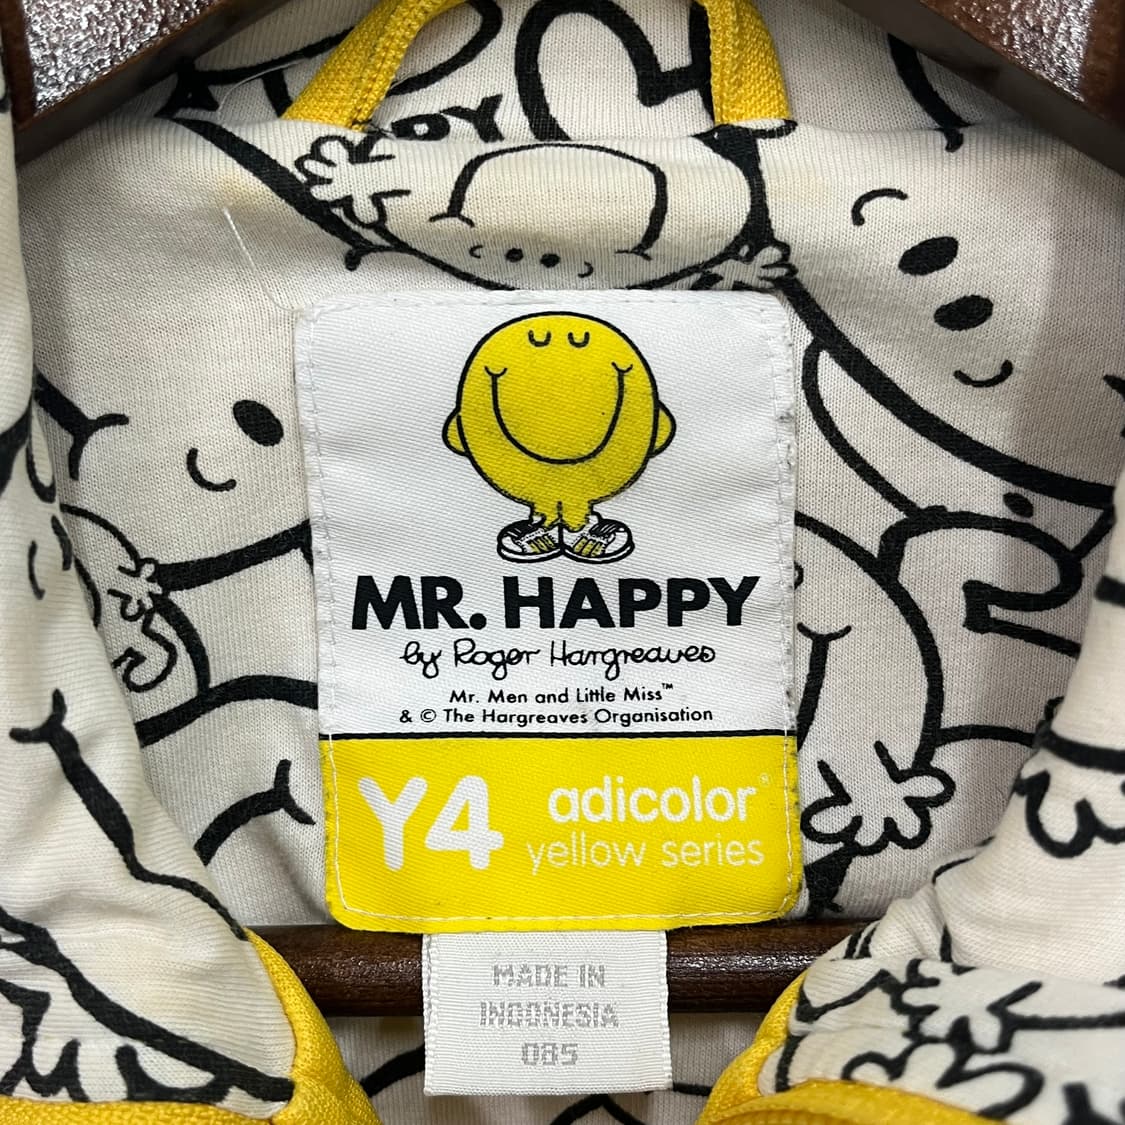 MR. HAPPY
by Roger Hargreaves
Mr. Men and Little Miss™
& © The Hargreaves Organisation
Y4 adicolor®
yellow series
MADE IN
INDONESIA
085